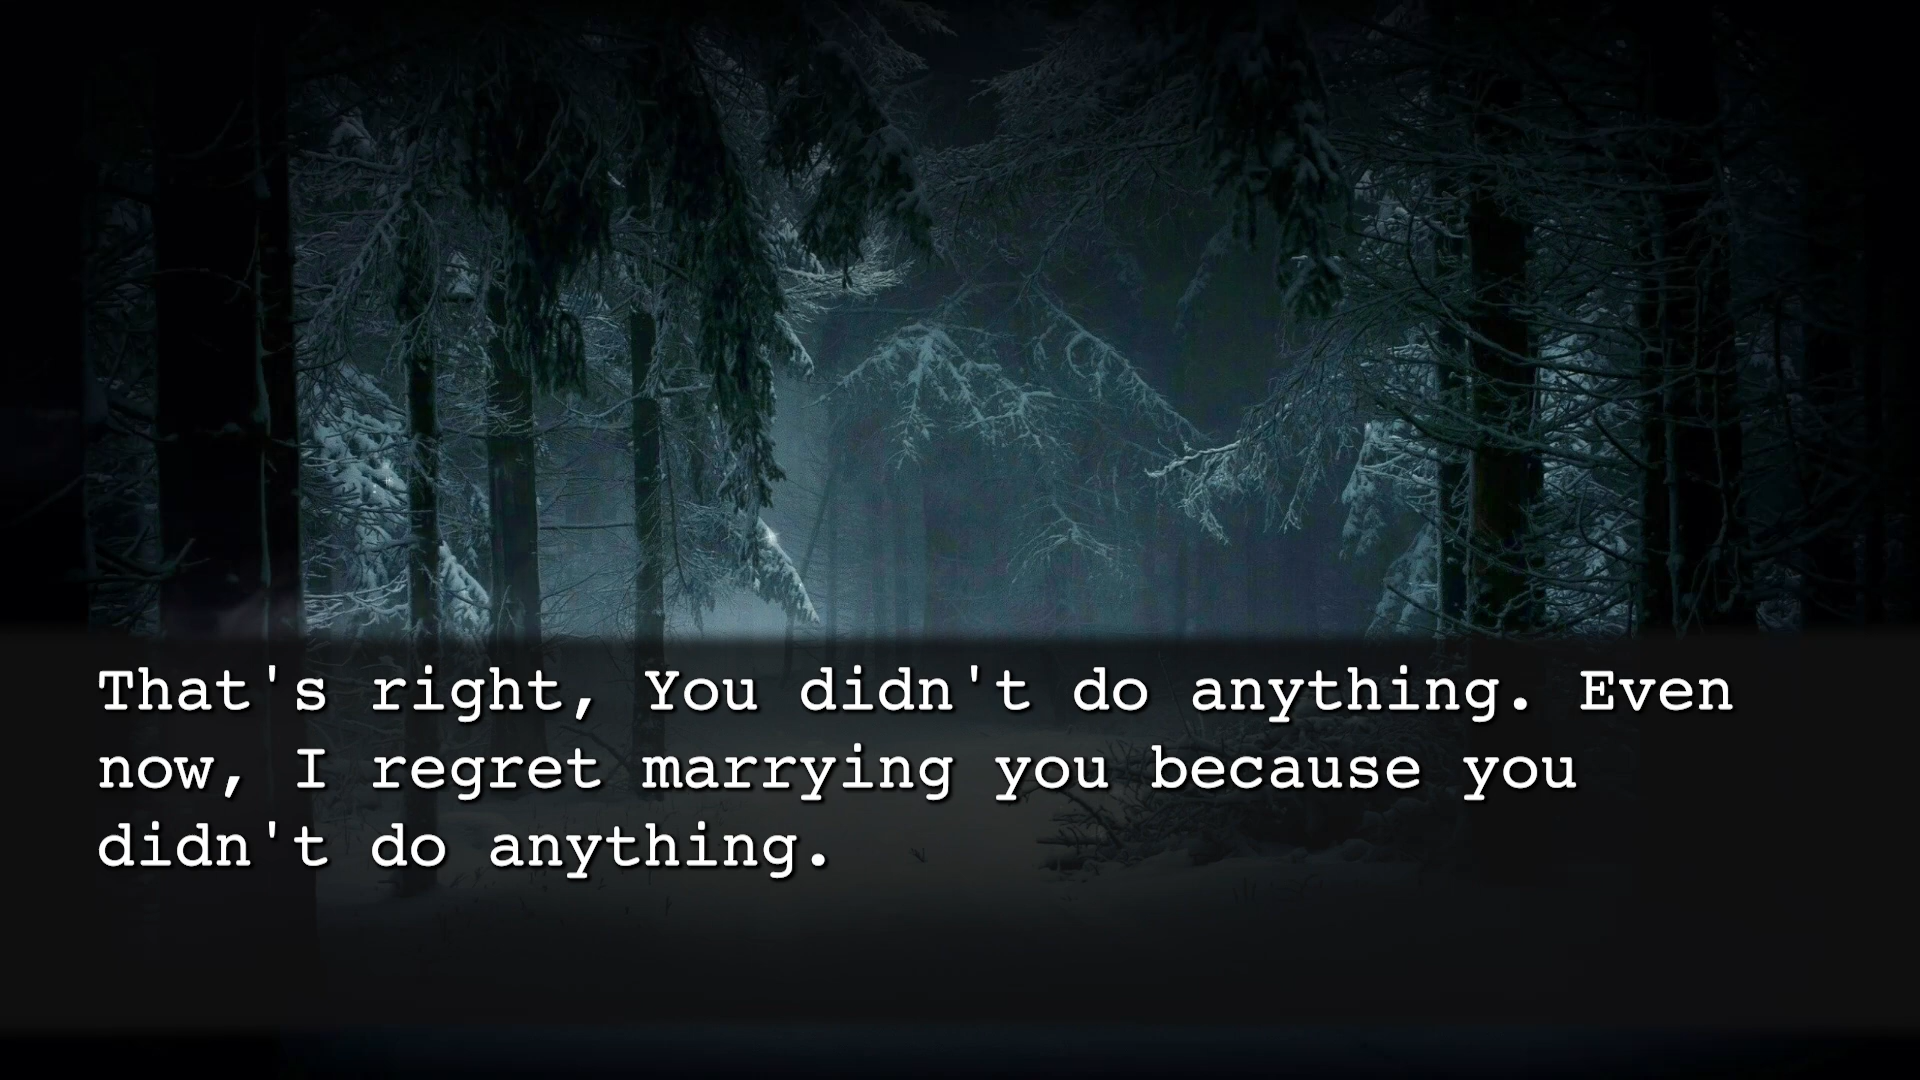 That's right, You didn't do anything. Even
now, I regret marrying you because you
didn't do anything.